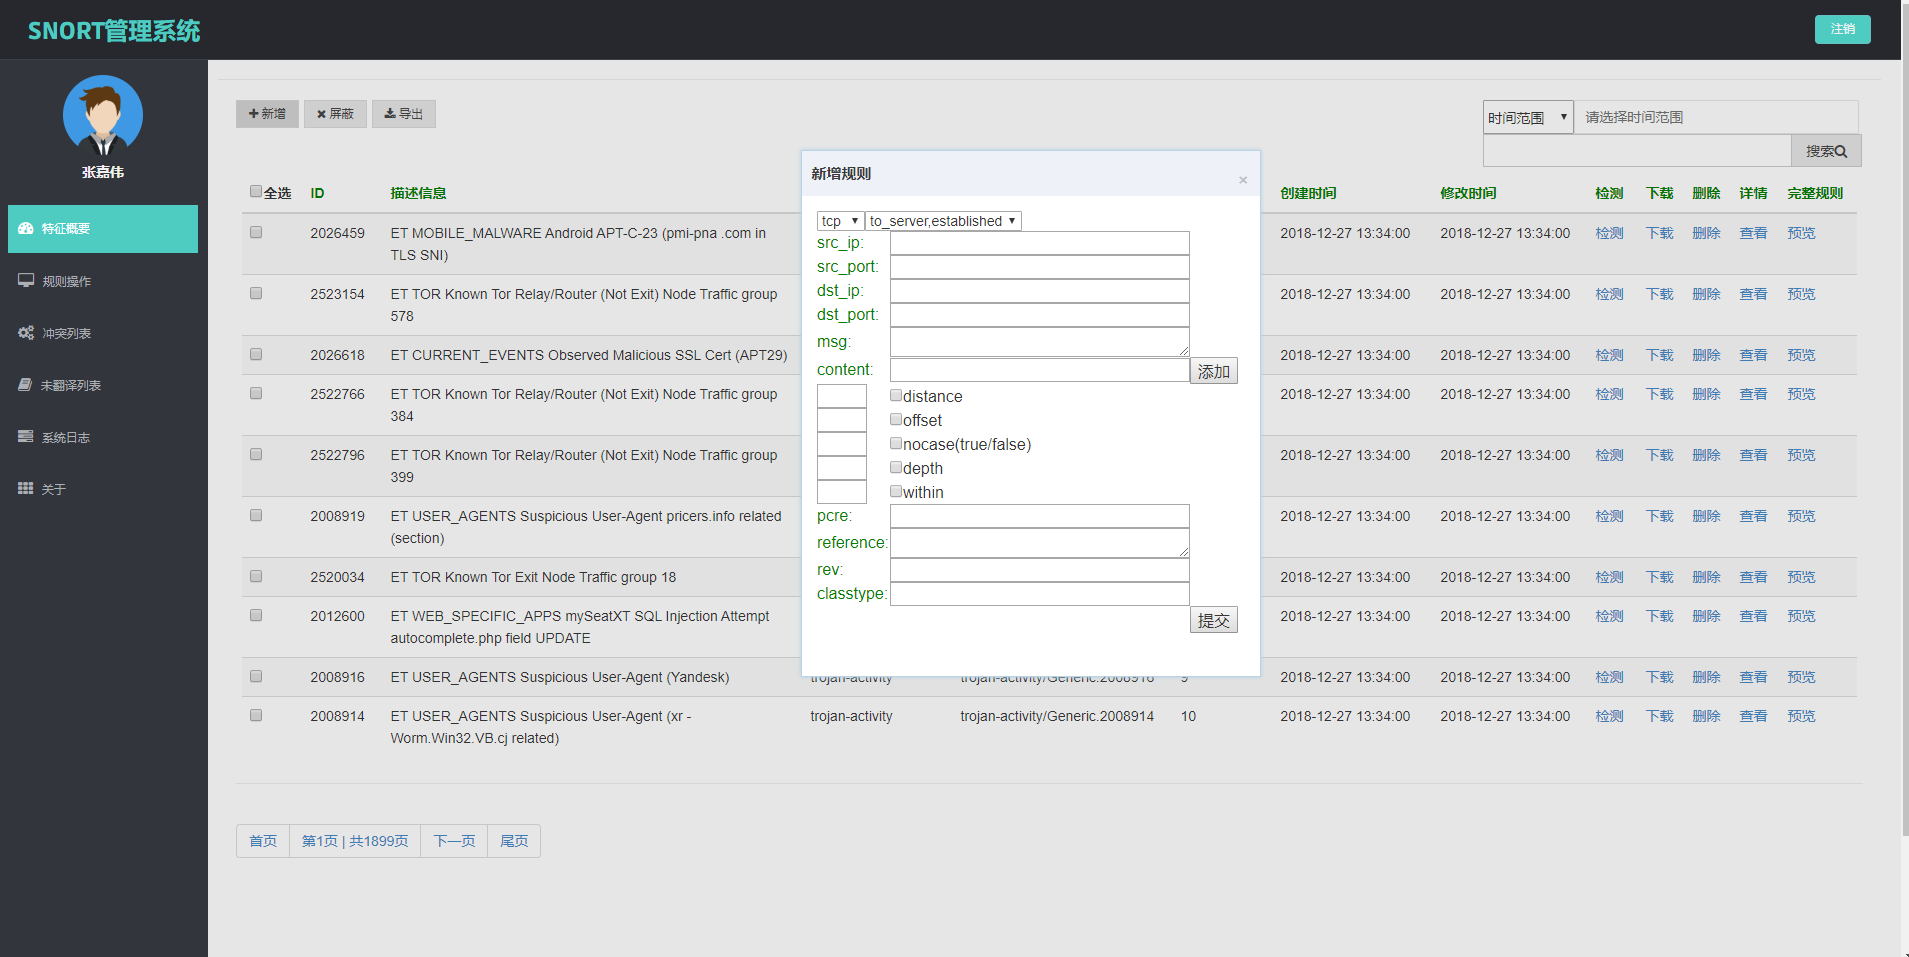 SNORT管理系统
注销
张嘉伟
特征概要
规则操作
冲突列表
未翻译列表
系统日志
关于
新增 屏蔽 导出
时间范围 请选择时间范围
搜索
全选 ID 描述信息 创建时间 修改时间 检测 下载 删除 详情 完整规则
2026459 ET MOBILE_MALWARE Android APT-C-23 (pmi-pna .com in 2018-12-27 13:34:00 2018-12-27 13:34:00 检测 下载 删除 查看 预览
TLS SNI)
2523154 ET TOR Known Tor Relay/Router (Not Exit) Node Traffic group 2018-12-27 13:34:00 2018-12-27 13:34:00 检测 下载 删除 查看 预览
578
2026618 ET CURRENT_EVENTS Observed Malicious SSL Cert (APT29) 2018-12-27 13:34:00 2018-12-27 13:34:00 检测 下载 删除 查看 预览
2522766 ET TOR Known Tor Relay/Router (Not Exit) Node Traffic group 2018-12-27 13:34:00 2018-12-27 13:34:00 检测 下载 删除 查看 预览
384
2522796 ET TOR Known Tor Relay/Router (Not Exit) Node Traffic group 2018-12-27 13:34:00 2018-12-27 13:34:00 检测 下载 删除 查看 预览
399
2008919 ET USER_AGENTS Suspicious User-Agent pricers.info related 2018-12-27 13:34:00 2018-12-27 13:34:00 检测 下载 删除 查看 预览
(section)
2520034 ET TOR Known Tor Exit Node Traffic group 18 2018-12-27 13:34:00 2018-12-27 13:34:00 检测 下载 删除 查看 预览
2012600 ET WEB_SPECIFIC_APPS mySeatXT SQL Injection Attempt 2018-12-27 13:34:00 2018-12-27 13:34:00 检测 下载 删除 查看 预览
autocomplete.php field UPDATE
2008916 ET USER_AGENTS Suspicious User-Agent (Yandesk) trojan-activity trojan-activity/Generic.2008916 9 2018-12-27 13:34:00 2018-12-27 13:34:00 检测 下载 删除 查看 预览
2008914 ET USER_AGENTS Suspicious User-Agent (xr - trojan-activity trojan-activity/Generic.2008914 10 2018-12-27 13:34:00 2018-12-27 13:34:00 检测 下载 删除 查看 预览
Worm.Win32.VB.cj related)
首页 第1页 | 共1899页 下一页 尾页
新增规则 ×
tcp to_server,established
src_ip:
src_port:
dst_ip:
dst_port:
msg:
content: 添加
distance
offset
nocase(true/false)
depth
within
pcre:
reference:
rev:
classtype:
提交